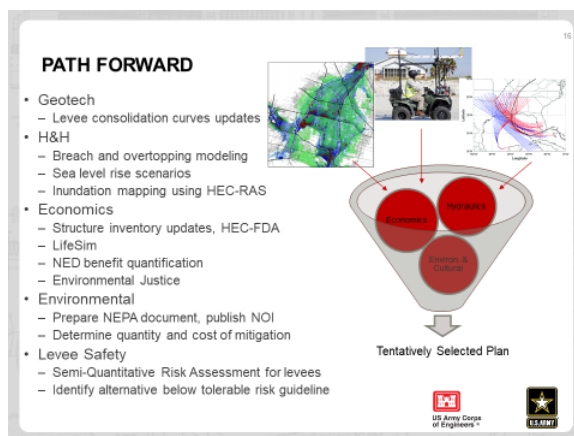 16
PATH FORWARD
• Geotech
– Levee consolidation curves updates
• H&H
– Breach and overtopping modeling
– Sea level rise scenarios
– Inundation mapping using HEC-RAS
• Economics
– Structure inventory updates, HEC-FDA
– LifeSim
– NED benefit quantification
– Environmental Justice
• Environmental
– Prepare NEPA document, publish NOI
– Determine quantity and cost of mitigation
• Levee Safety
– Semi-Quantitative Risk Assessment for levees
– Identify alternative below tolerable risk guideline
Longitude
Economics
Hydraulics
Environ &
Cultural
Tentatively Selected Plan
US Army Corps
of Engineers ®
U.S. ARMY